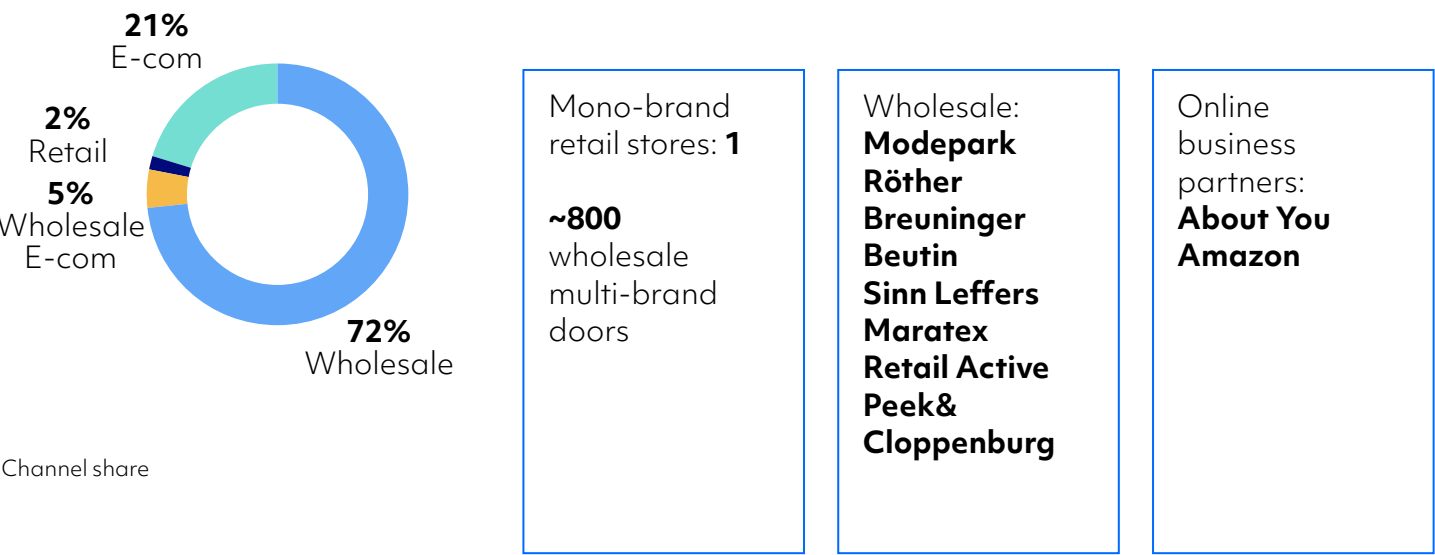 21%
E-com
2%
Retail
5%
Wholesale
E-com
72%
Wholesale
Channel share
Mono-brand
retail stores: 1
~800
wholesale
multi-brand
doors
Wholesale:
Modepark
Röther
Breuninger
Beutin
Sinn Leffers
Maratex
Retail Active
Peek&
Cloppenburg
Online
business
partners:
About You
Amazon